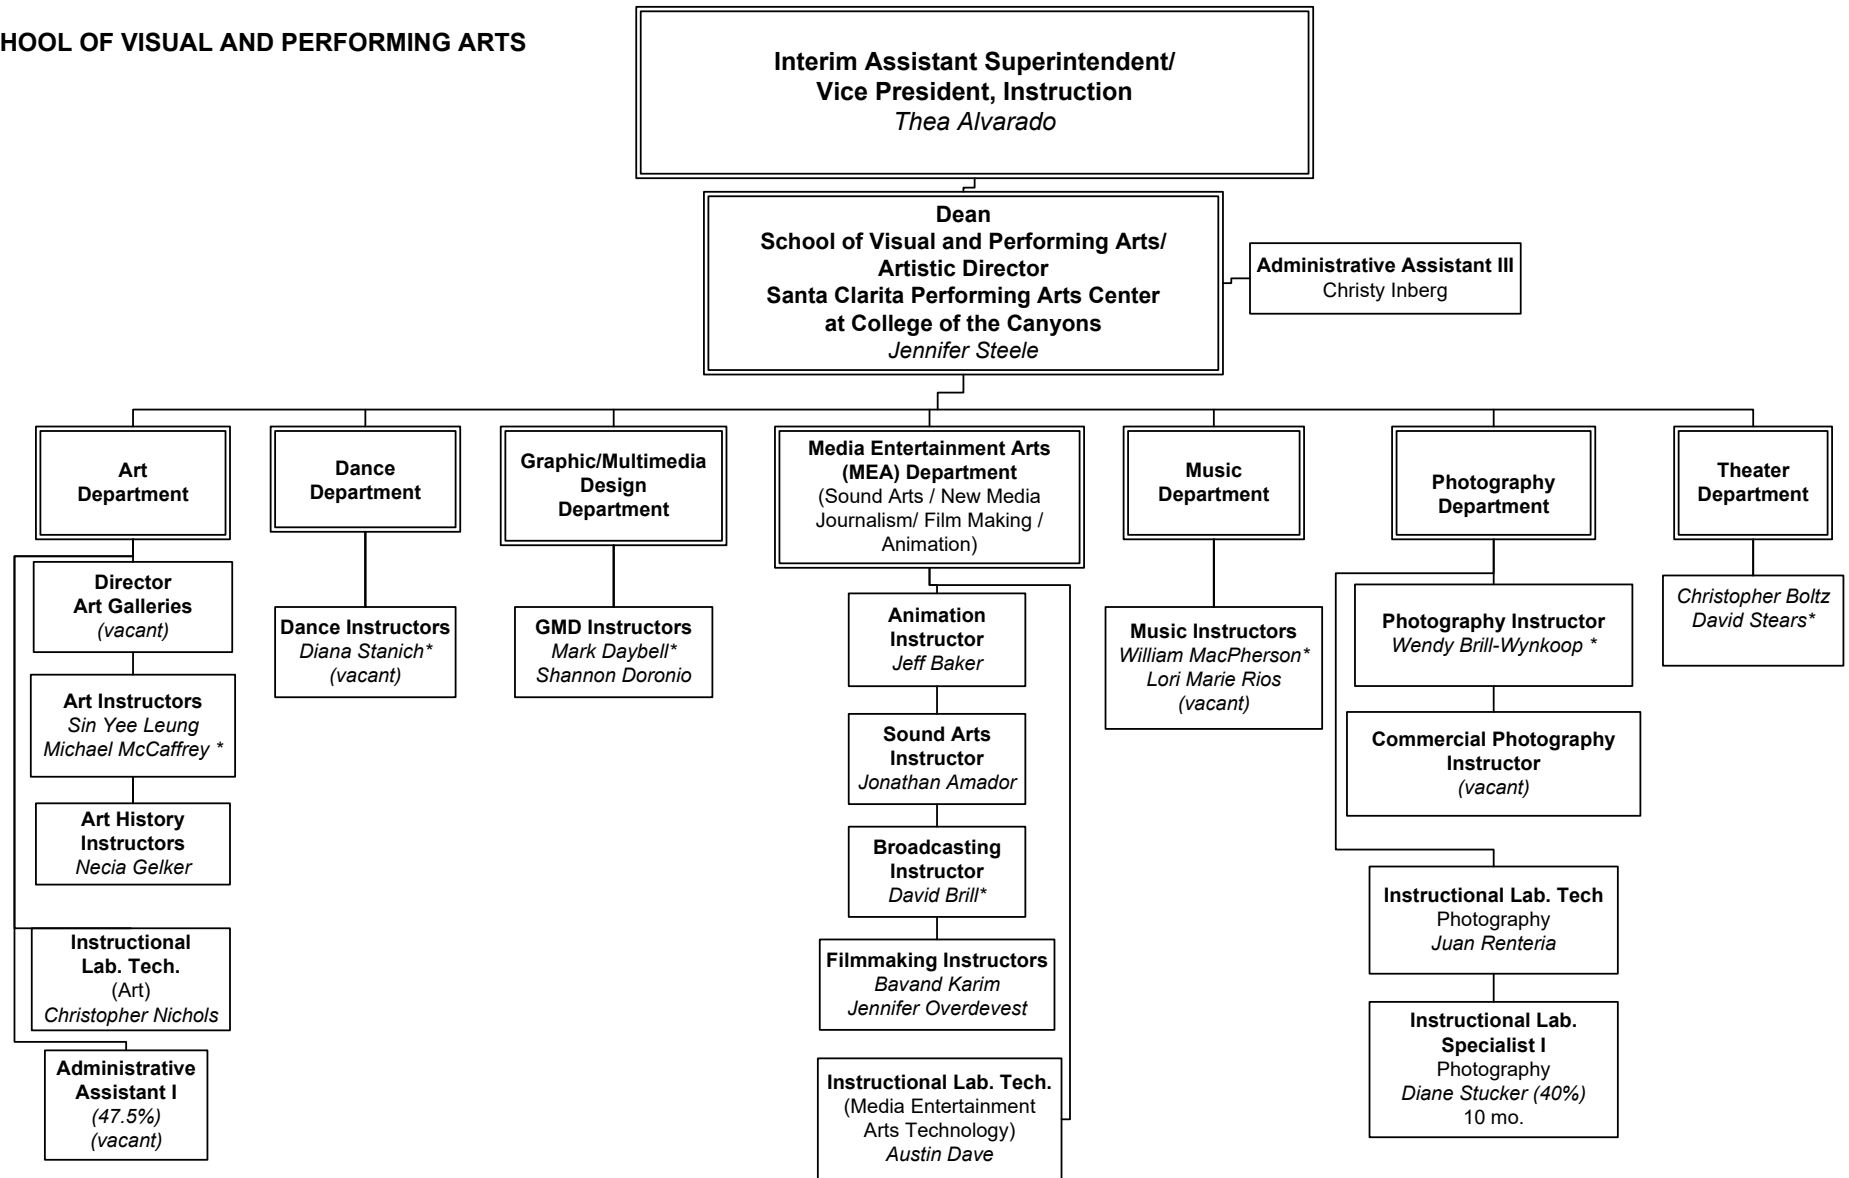 HOOL OF VISUAL AND PERFORMING ARTS
Interim Assistant Superintendent/
Vice President, Instruction
Thea Alvarado
Dean
School of Visual and Performing Arts/
Artistic Director
Santa Clarita Performing Arts Center
at College of the Canyons
Jennifer Steele
Administrative Assistant III
Christy Inberg
Art
Department
Director
Art Galleries
(vacant)
Art Instructors
Sin Yee Leung
Michael McCaffrey *
Art History
Instructors
Necia Gelker
Instructional
Lab. Tech.
(Art)
Christopher Nichols
Administrative
Assistant I
(47.5%)
(vacant)
Dance
Department
Dance Instructors
Diana Stanich*
(vacant)
Graphic/Multimedia
Design
Department
GMD Instructors
Mark Daybell*
Shannon Doronio
Media Entertainment Arts
(MEA) Department
(Sound Arts / New Media
Journalism/ Film Making /
Animation)
Animation
Instructor
Jeff Baker
Sound Arts
Instructor
Jonathan Amador
Broadcasting
Instructor
David Brill*
Filmmaking Instructors
Bavand Karim
Jennifer Overdevest
Instructional Lab. Tech.
(Media Entertainment
Arts Technology)
Austin Dave
Music
Department
Music Instructors
William MacPherson*
Lori Marie Rios
(vacant)
Photography
Department
Photography Instructor
Wendy Brill-Wynkoop *
Commercial Photography
Instructor
(vacant)
Instructional Lab. Tech
Photography
Juan Renteria
Instructional Lab.
Specialist I
Photography
Diane Stucker (40%)
10 mo.
Theater
Department
Christopher Boltz
David Stears*